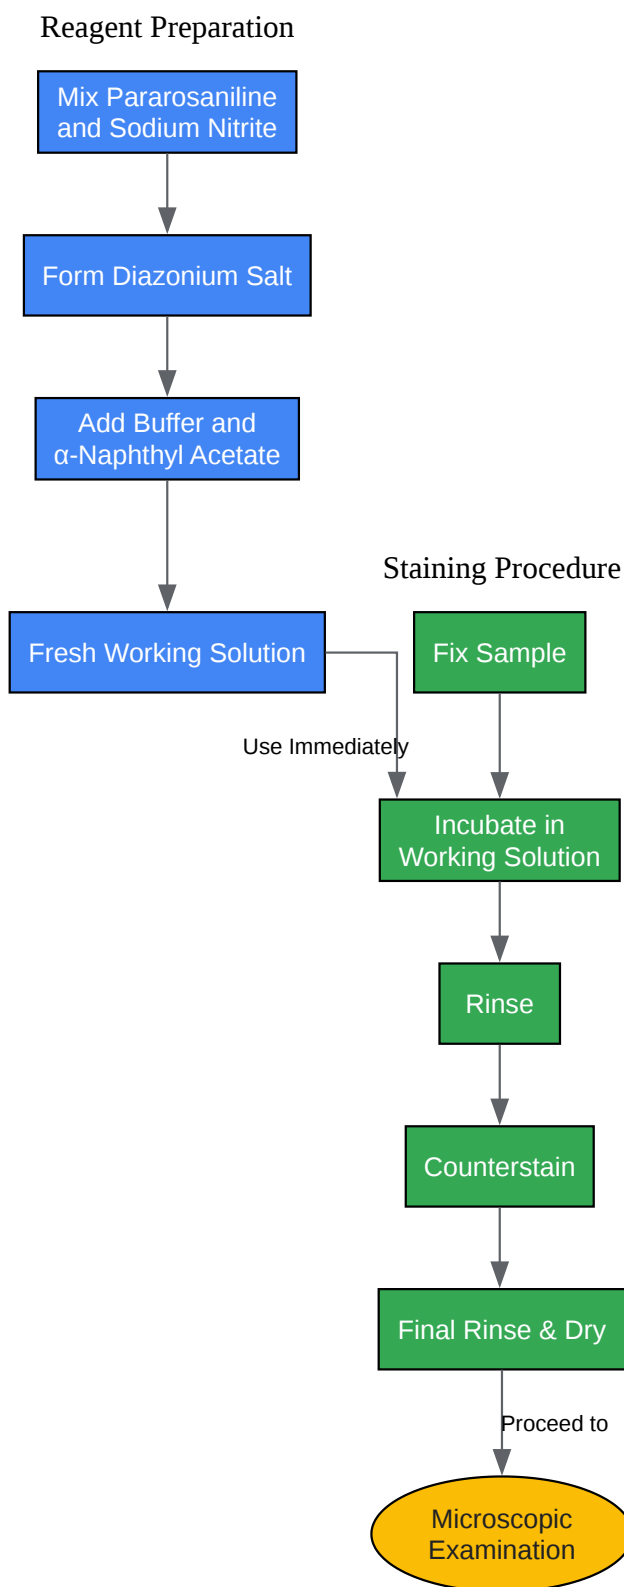 Reagent Preparation
Mix Pararosaniline
and Sodium Nitrite
Form Diazonium Salt
Add Buffer and
α-Naphthyl Acetate
Fresh Working Solution
Use Immediately
Staining Procedure
Fix Sample
Incubate in
Working Solution
Rinse
Counterstain
Final Rinse & Dry
Proceed to
Microscopic
Examination